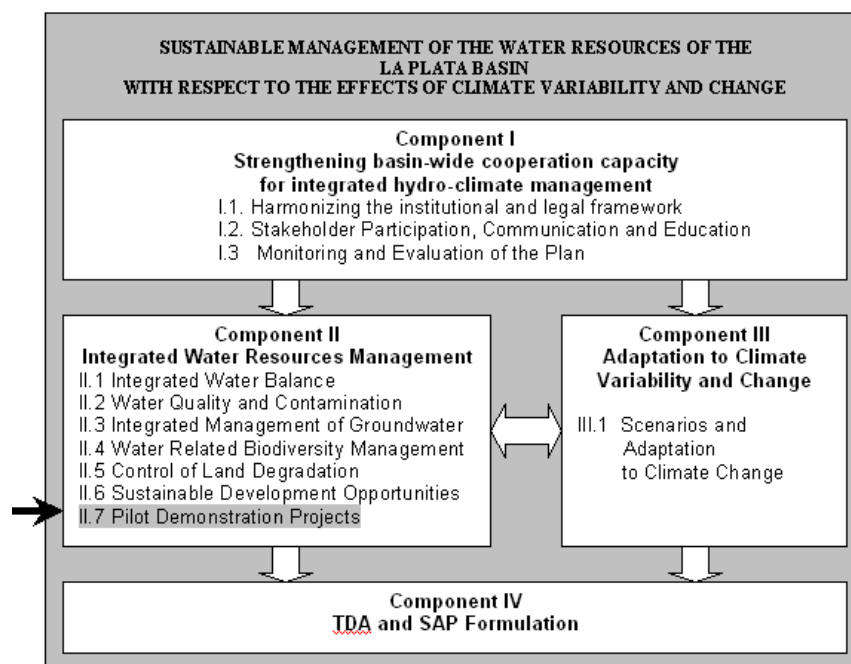 SUSTAINABLE MANAGEMENT OF THE WATER RESOURCES OF THE
LA PLATA BASIN
WITH RESPECT TO THE EFFECTS OF CLIMATE VARIABILITY AND CHANGE
Component I
Strengthening basin-wide cooperation capacity
for integrated hydro-climate management
I.1. Harmonizing the institutional and legal framework
I.2. Stakeholder Participation, Communication and Education
I.3 Monitoring and Evaluation of the Plan
Component II
Integrated Water Resources Management
II.1 Integrated Water Balance
II.2 Water Quality and Contamination
II.3 Integrated Management of Groundwater
II.4 Water Related Biodiversity Management
II.5 Control of Land Degradation
II.6 Sustainable Development Opportunities
II.7 Pilot Demonstration Projects
Component III
Adaptation to Climate
Variability and Change
III.1 Scenarios and
Adaptation
to Climate Change
Component IV
TDA and SAP Formulation